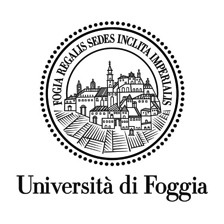 FOGIA REGALIS SEDES INCLITA IMPERIALIS
Università di Foggia